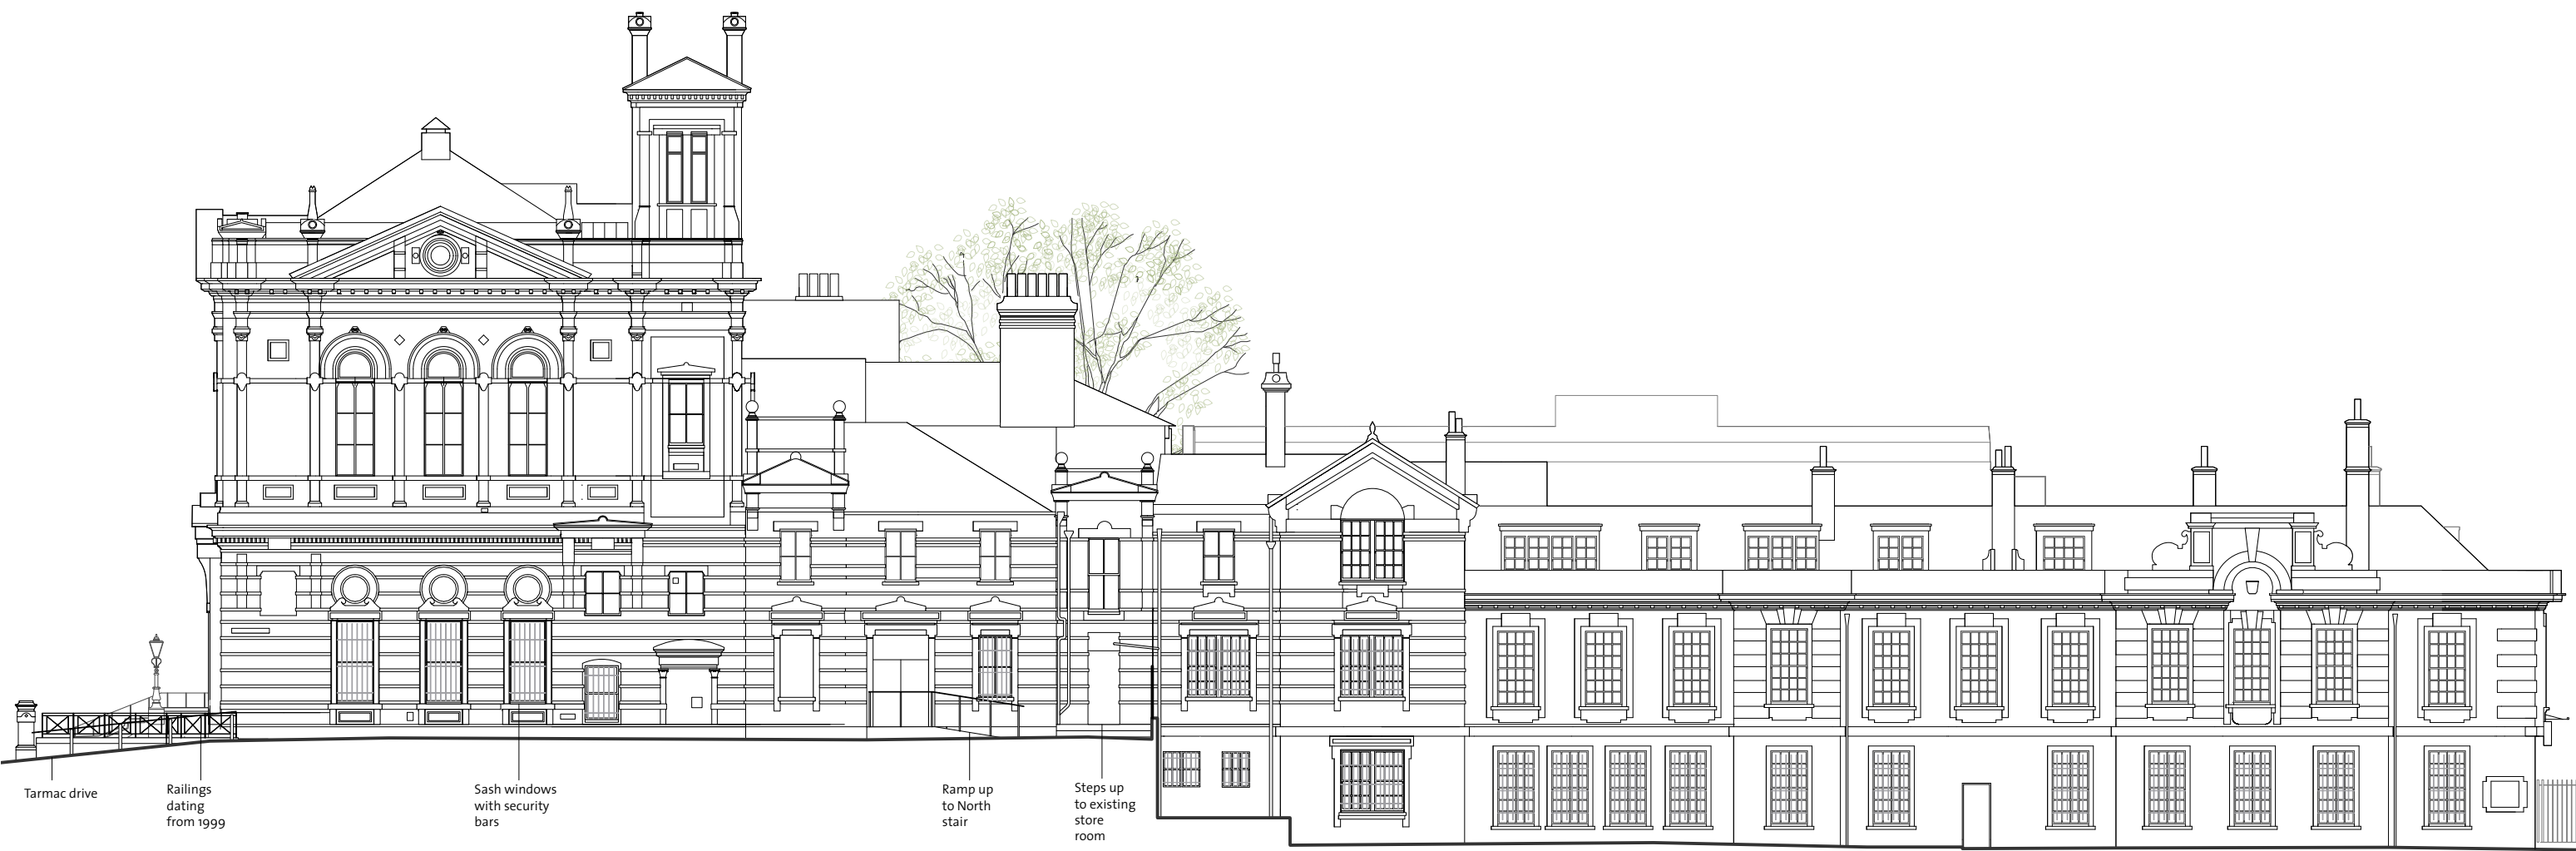 Tarmac drive
Railings
dating
from 1999
Sash windows
with security
bars
Ramp up
to North
stair
Steps up
to existing
store
room